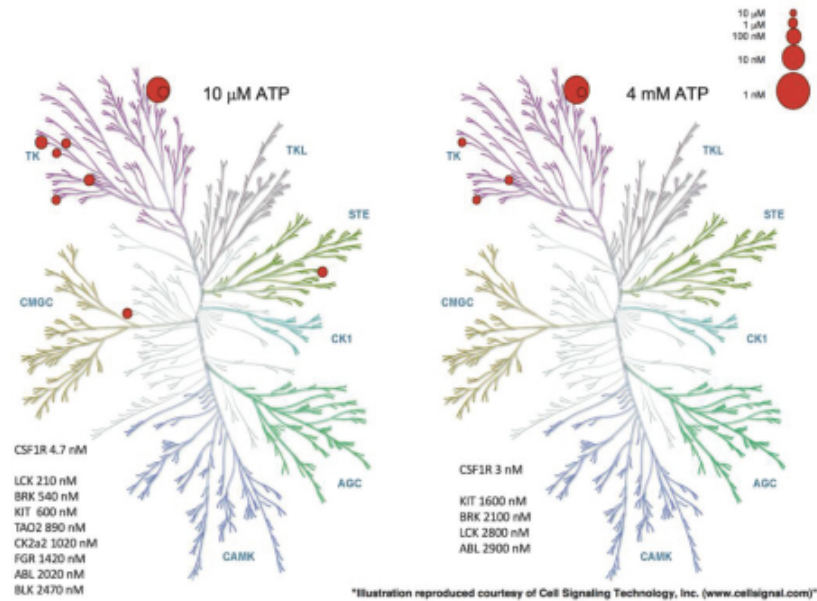 10 µM
1 µM
100 nM
10 nM
1 nM
10 µM ATP
TK
TKL
STE
CMGC
CK1
AGC
CAMK
CSF1R 4.7 nM
LCK 210 nM
BRK 540 nM
KIT 600 nM
TAO2 890 nM
CK2a2 1020 nM
FGR 1420 nM
ABL 2020 nM
BLK 2470 nM
4 mM ATP
TK
TKL
STE
CMGC
CK1
AGC
CAMK
CSF1R 3 nM
KIT 1600 nM
BRK 2100 nM
LCK 2800 nM
ABL 2900 nM
"Illustration reproduced courtesy of Cell Signaling Technology, Inc. (www.cellsignal.com)"